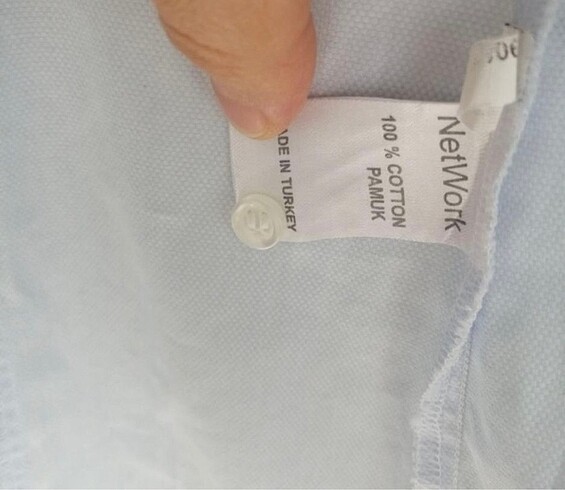 NetWork
100 % COTTON
PAMUK
ADE IN TURKEY